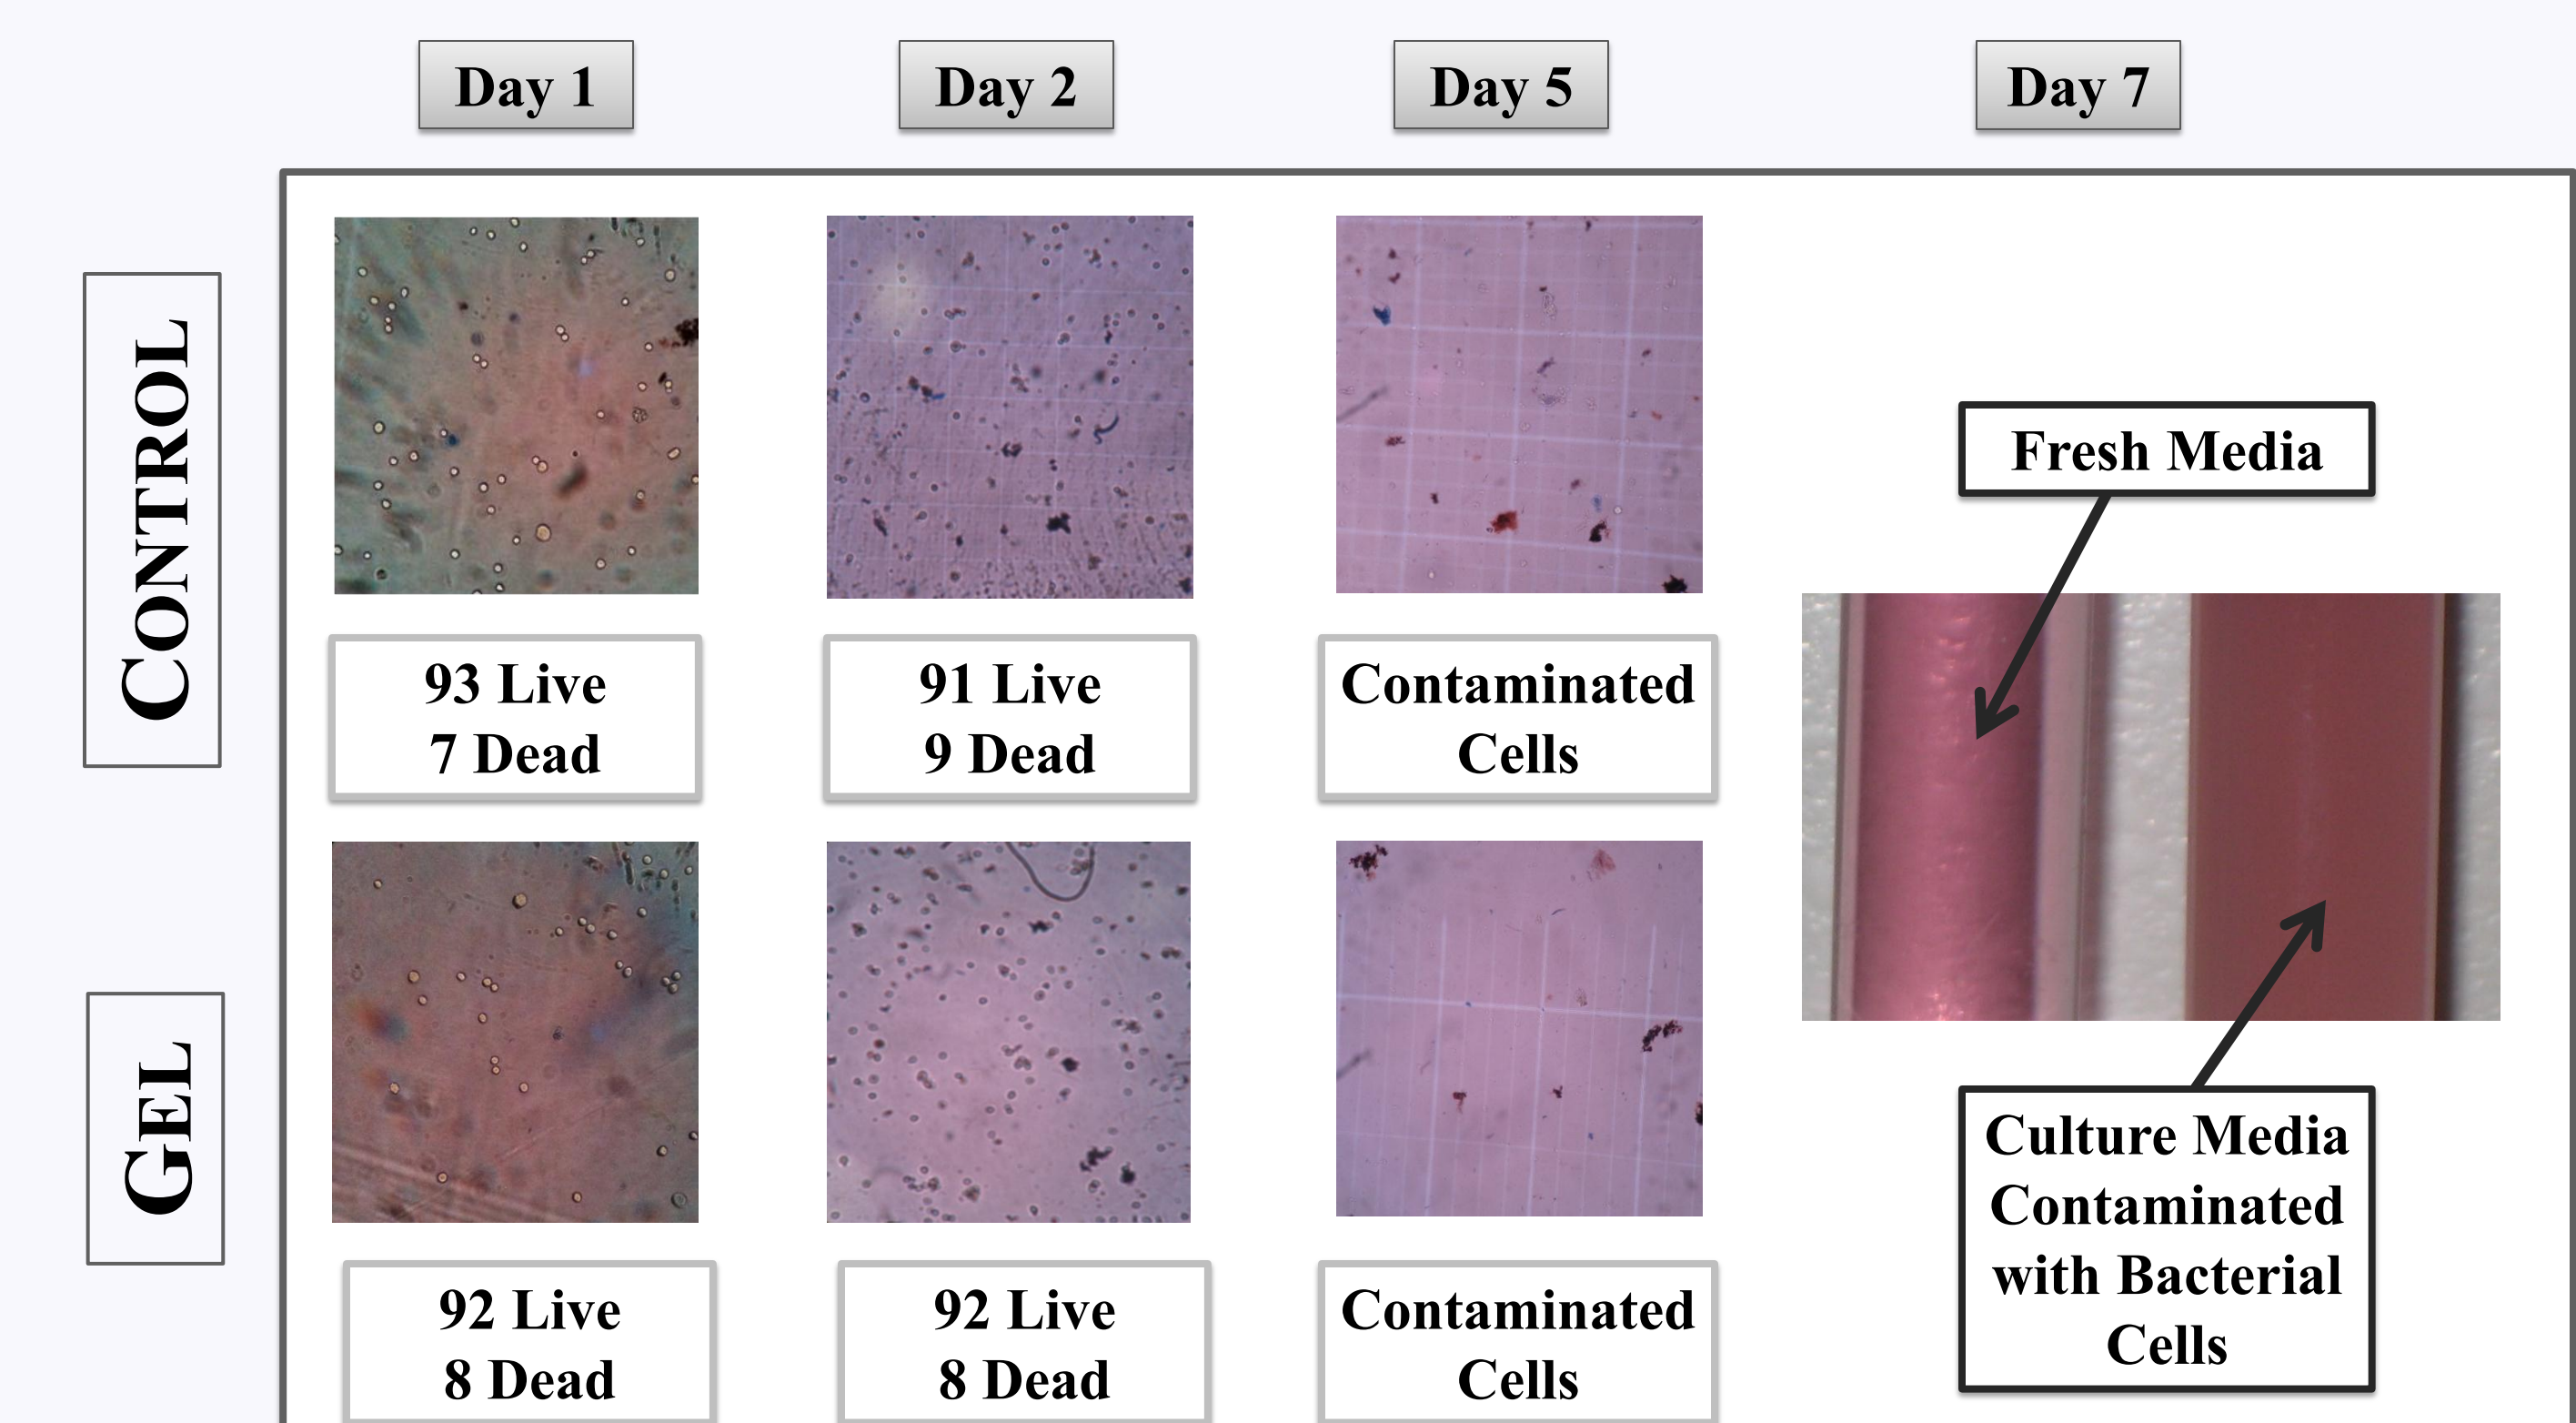 Day 1
Day 2
Day 5
Day 7
CONTROL
Fresh Media
93 Live
7 Dead
91 Live
9 Dead
Contaminated
Cells
GEL
92 Live
8 Dead
92 Live
8 Dead
Contaminated
Cells
Culture Media
Contaminated
with Bacterial
Cells